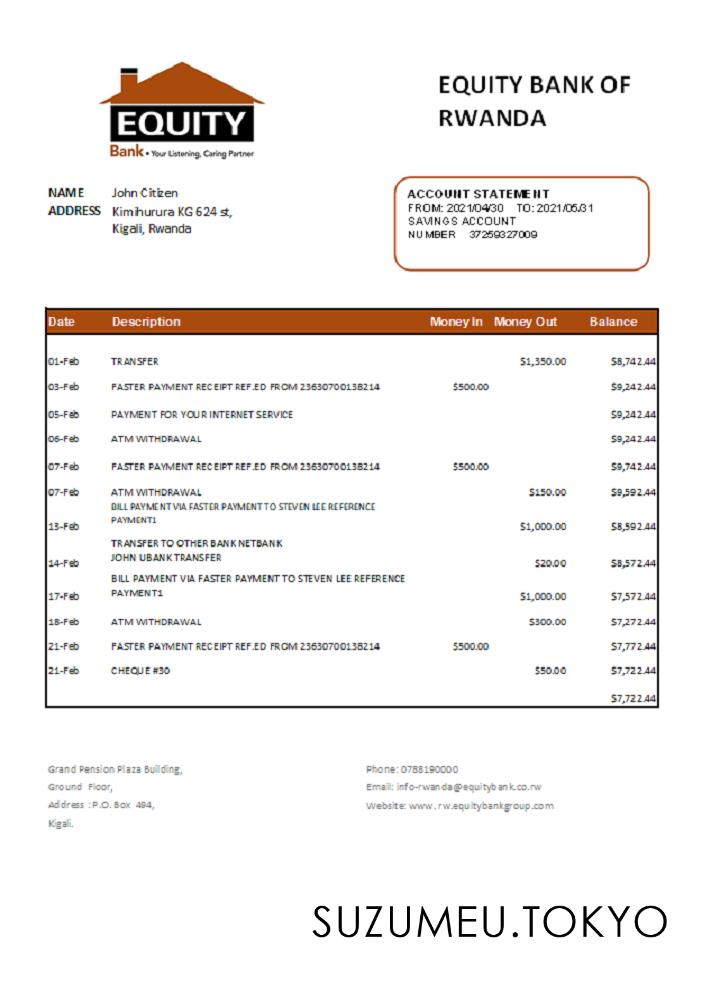 EQUITY BANK OF
RWANDA
EQUITY
Bank • Your Listening, Caring Partner
NAME John Citizen
ADDRESS Kimihurura KG 624 st,
Kigali, Rwanda
ACCOUNT STATEMENT
FROM: 2021/04/30 TO: 2021/05/31
SAVINGS ACCOUNT
NUMBER 37259327009
Date Description Money In Money Out Balance
01-Feb TRANSFER $1,350.00 $8,742.44
03-Feb FASTER PAYMENT RECEIPT REF.ED FROM 23630700138214 $500.00 $9,242.44
05-Feb PAYMENT FOR YOUR INTERNET SERVICE $9,242.44
06-Feb ATM WITHDRAWAL $9,242.44
07-Feb FASTER PAYMENT RECEIPT REF.ED FROM 23630700138214 $500.00 $9,742.44
07-Feb ATM WITHDRAWAL $150.00 $9,592.44
BILL PAYMENT VIA FASTER PAYMENT TO STEVEN LEE REFERENCE
PAYMENT1
13-Feb $1,000.00 $8,592.44
TRANSFER TO OTHER BANK NETBANK
JOHN UBANK TRANSFER
14-Feb $20.00 $8,572.44
BILL PAYMENT VIA FASTER PAYMENT TO STEVEN LEE REFERENCE
PAYMENT1
17-Feb $1,000.00 $7,572.44
18-Feb ATM WITHDRAWAL $300.00 $7,272.44
21-Feb FASTER PAYMENT RECEIPT REF.ED FROM 23630700138214 $500.00 $7,772.44
21-Feb CHEQUE #30 $50.00 $7,722.44
$7,722.44
Grand Pension Plaza Building,
Ground Floor,
Address : P.O. Box 494,
Kigali.
Phone: 0788190000
Email: info-rwanda@equitybank.co.rw
Website: www.rw.equitybankgroup.com
SUZUMEU.TOKYO